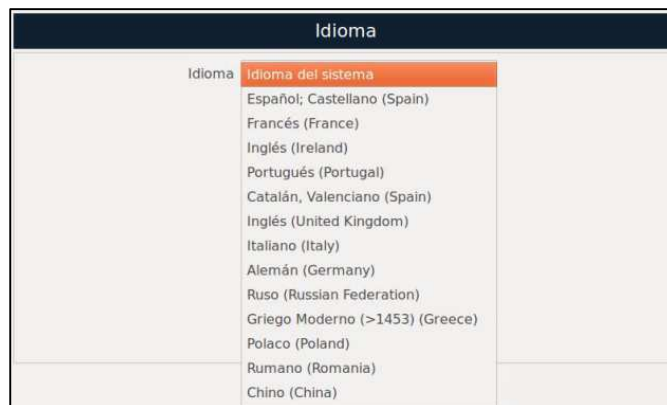 Idioma
Idioma Idioma del sistema
Español; Castellano (Spain)
Francés (France)
Inglés (Ireland)
Portugués (Portugal)
Catalán, Valenciano (Spain)
Inglés (United Kingdom)
Italiano (Italy)
Alemán (Germany)
Ruso (Russian Federation)
Griego Moderno (>1453) (Greece)
Polaco (Poland)
Rumano (Romania)
Chino (China)